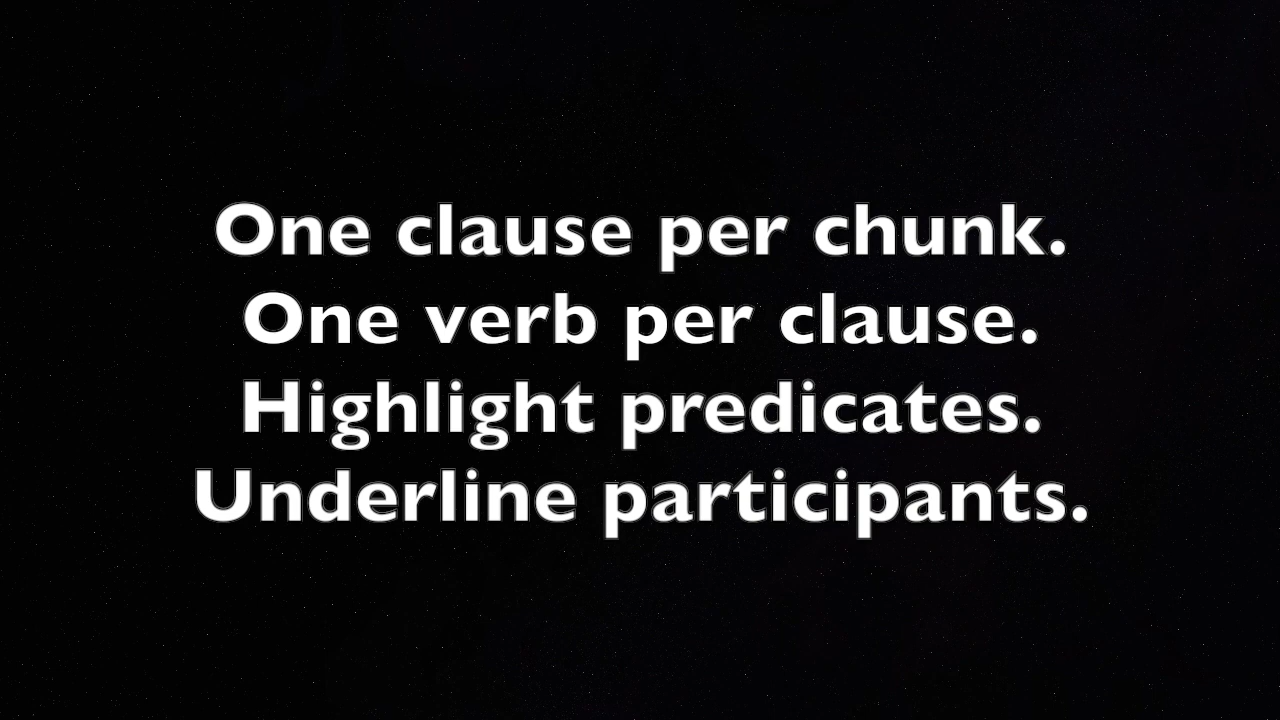 One clause per chunk.
One verb per clause.
Highlight predicates.
Underline participants.